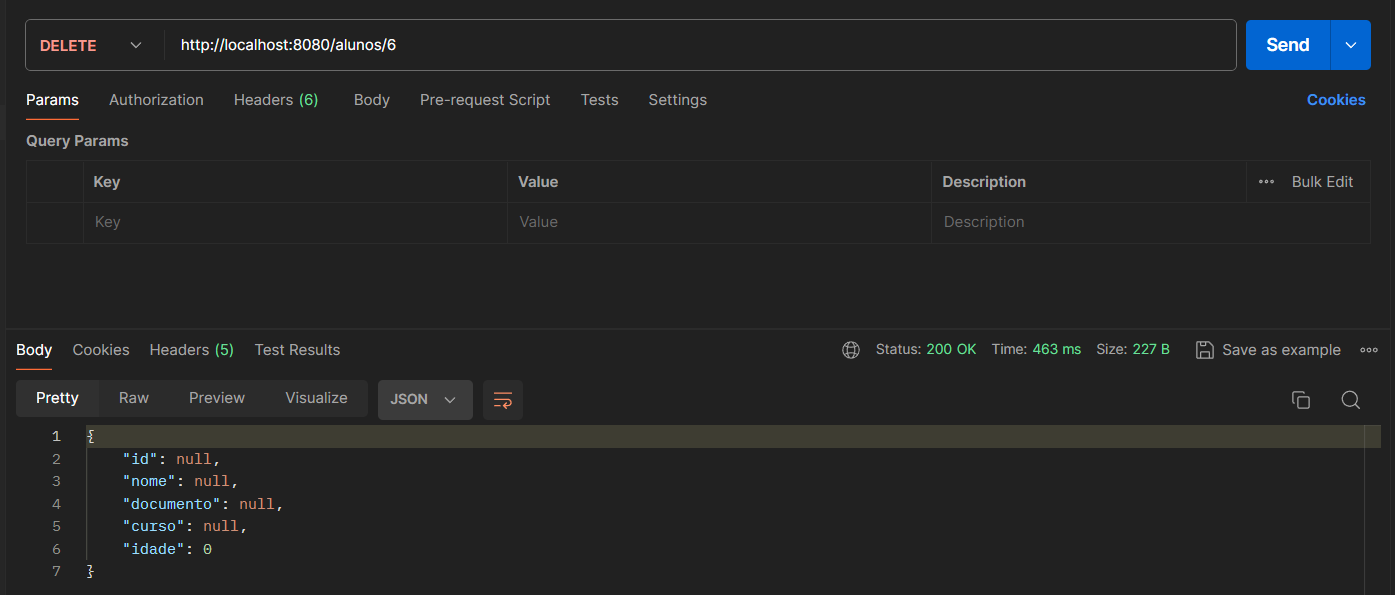 DELETE http://localhost:8080/alunos/6 Send
Params Authorization Headers (6) Body Pre-request Script Tests Settings Cookies
Query Params
Key Value Description Bulk Edit
Key Value Description
Body Cookies Headers (5) Test Results Status: 200 OK Time: 463 ms Size: 227 B Save as example
Pretty Raw Preview Visualize JSON
1 {
2 "id": null,
3 "nome": null,
4 "documento": null,
5 "curso": null,
6 "idade": 0
7 }